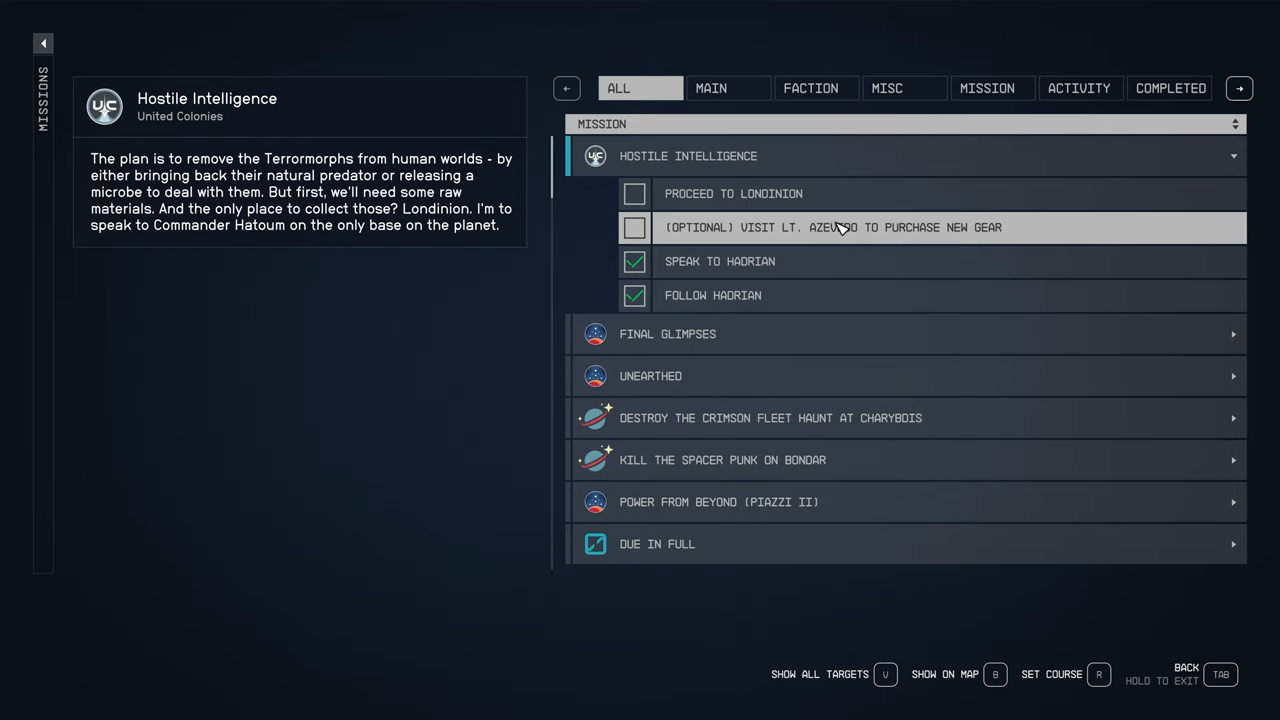 MISSIONS
Hostile Intelligence
United Colonies
The plan is to remove the Terrormorphs from human worlds - by
either bringing back their natural predator or releasing a
microbe to deal with them. But first, we'll need some raw
materials. And the only place to collect those? Londinion. I'm to
speak to Commander Hatoum on the only base on the planet.
ALL
MAIN
FACTION
MISC
MISSION
ACTIVITY
COMPLETED
MISSION
UC
HOSTILE INTELLIGENCE
PROCEED TO LONDINION
(OPTIONAL) VISIT LT. AZEVEDO TO PURCHASE NEW GEAR
SPEAK TO HADRIAN
FOLLOW HADRIAN
FINAL GLIMPSES
UNEARTHED
DESTROY THE CRIMSON FLEET HAUNT AT CHARYBDIS
KILL THE SPACER PUNK ON BONDAR
POWER FROM BEYOND (PIAZZI II)
DUE IN FULL
SHOW ALL TARGETS V
SHOW ON MAP B
SET COURSE R
BACK
HOLD TO EXIT
TAB